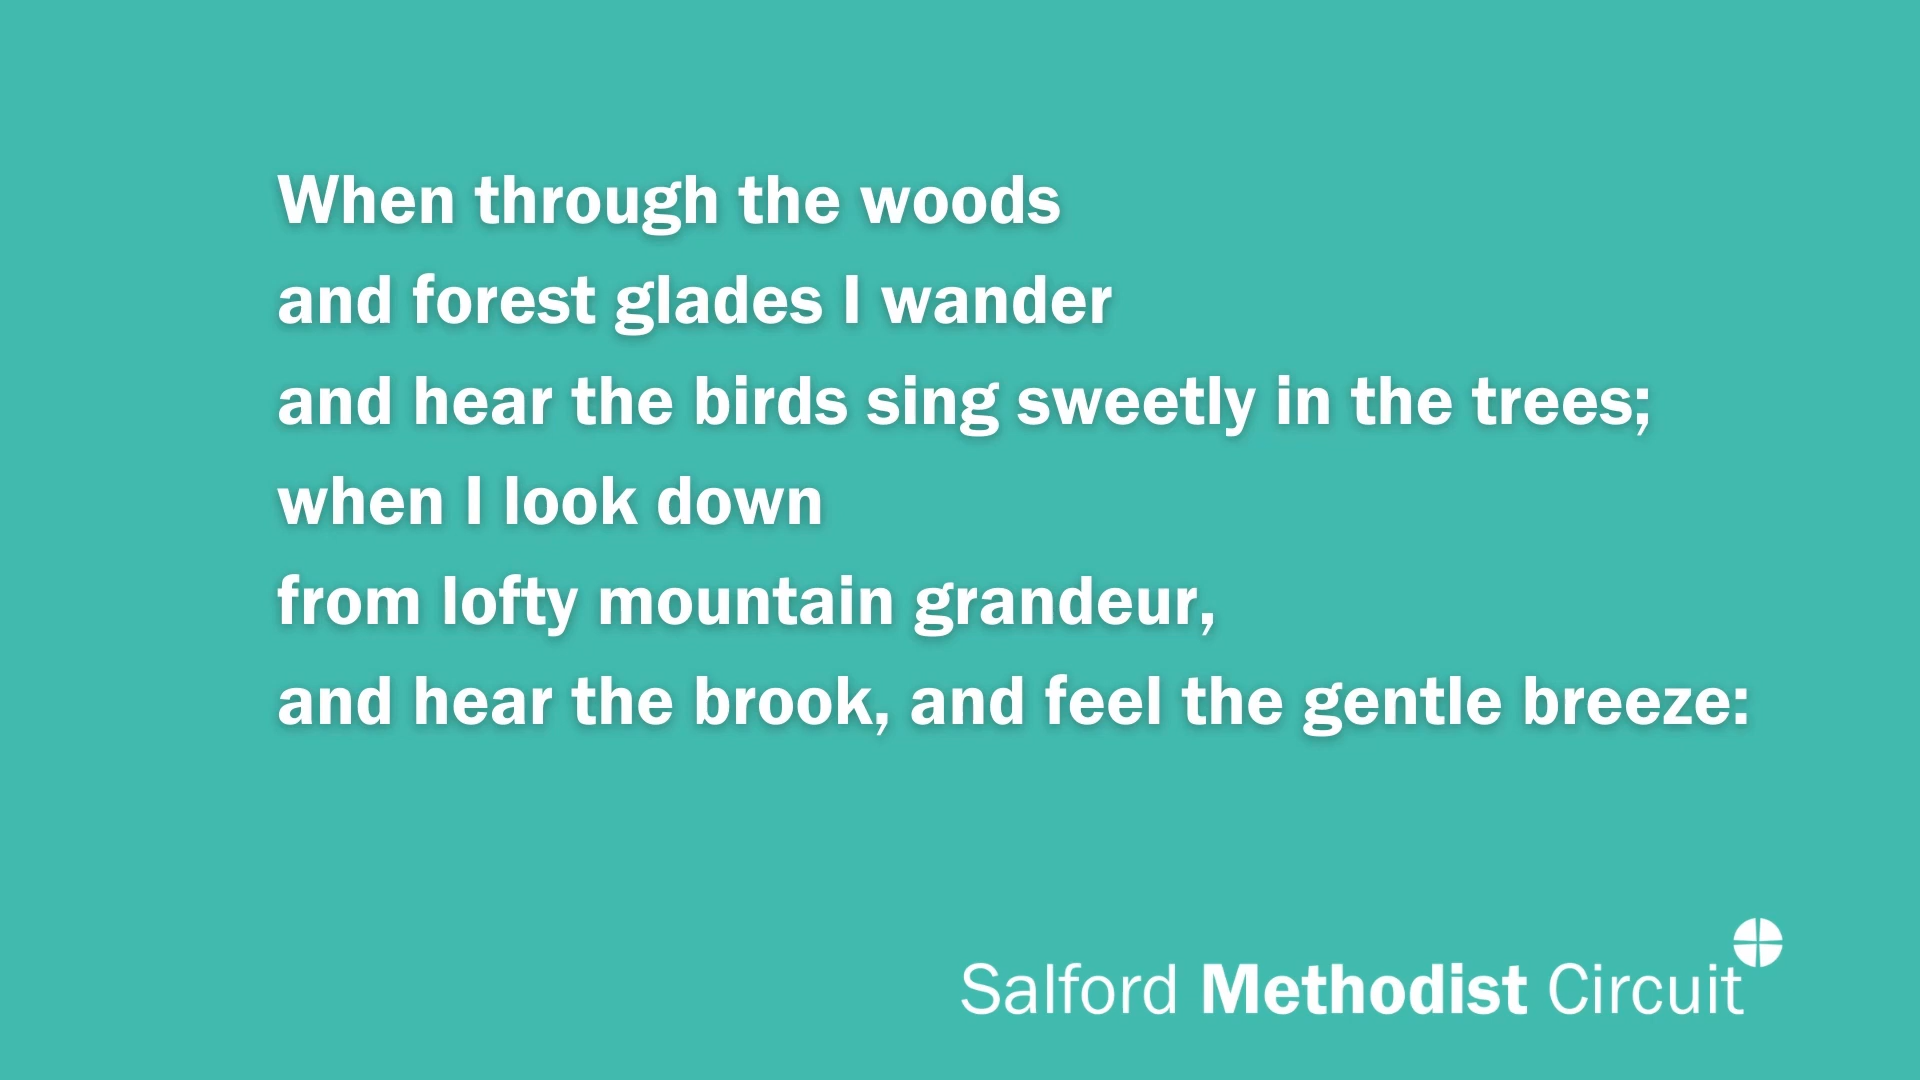 When through the woods
and forest glades I wander
and hear the birds sing sweetly in the trees;
when I look down
from lofty mountain grandeur,
and hear the brook, and feel the gentle breeze:
Salford Methodist Circuit